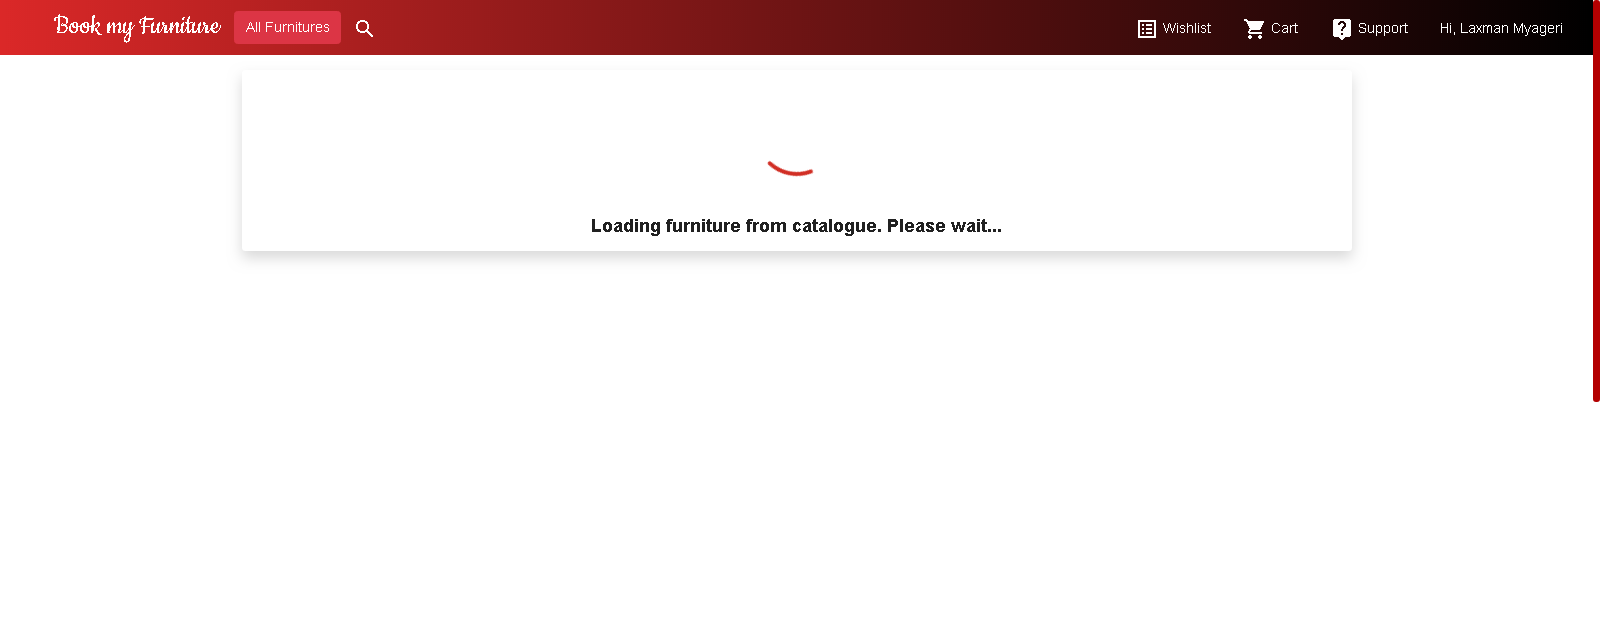 Book my Furniture
All Furnitures
Wishlist
Cart
Support
Hi, Laxman Myageri
Loading furniture from catalogue. Please wait...